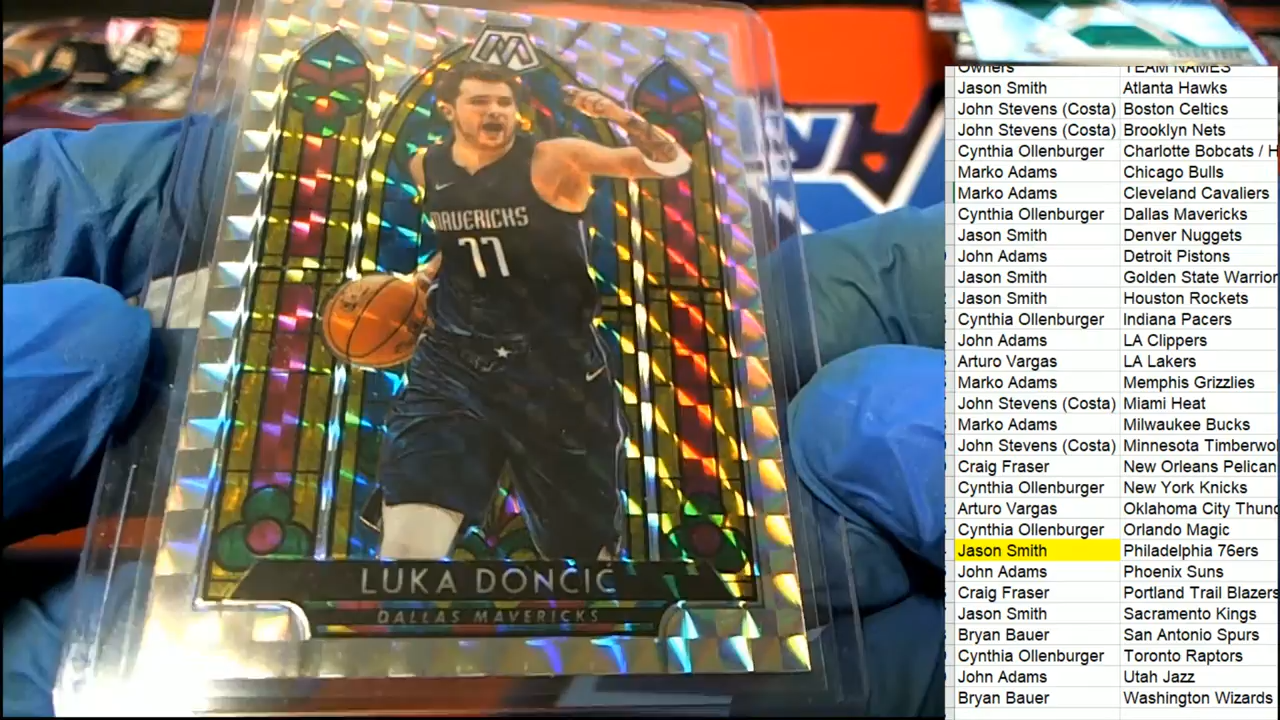 MAVERICKS
77
LUKA DONČIĆ
DALLAS MAVERICKS
Owners TEAM NAMES
Jason Smith Atlanta Hawks
John Stevens (Costa) Boston Celtics
John Stevens (Costa) Brooklyn Nets
Cynthia Ollenburger Charlotte Bobcats / H
Marko Adams Chicago Bulls
Marko Adams Cleveland Cavaliers
Cynthia Ollenburger Dallas Mavericks
Jason Smith Denver Nuggets
John Adams Detroit Pistons
Jason Smith Golden State Warrior
Jason Smith Houston Rockets
Cynthia Ollenburger Indiana Pacers
John Adams LA Clippers
Arturo Vargas LA Lakers
Marko Adams Memphis Grizzlies
John Stevens (Costa) Miami Heat
Marko Adams Milwaukee Bucks
John Stevens (Costa) Minnesota Timberwo
Craig Fraser New Orleans Pelican
Cynthia Ollenburger New York Knicks
Arturo Vargas Oklahoma City Thund
Cynthia Ollenburger Orlando Magic
Jason Smith Philadelphia 76ers
John Adams Phoenix Suns
Craig Fraser Portland Trail Blazers
Jason Smith Sacramento Kings
Bryan Bauer San Antonio Spurs
Cynthia Ollenburger Toronto Raptors
John Adams Utah Jazz
Bryan Bauer Washington Wizards